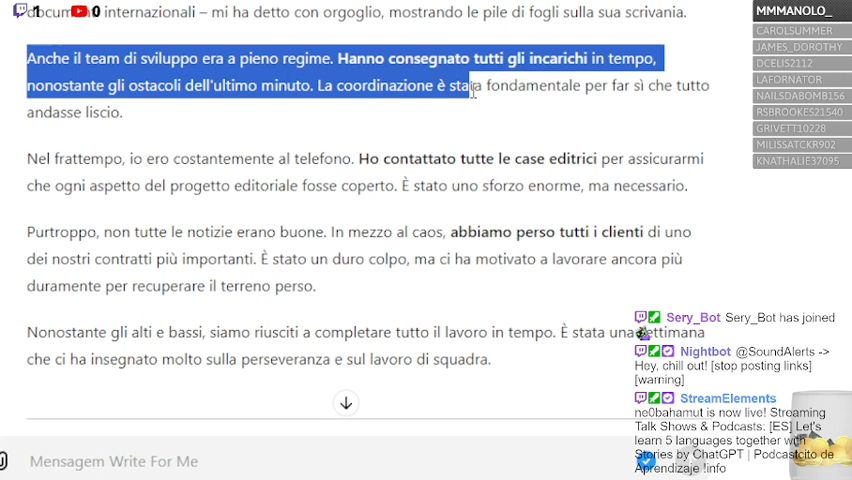 1
0
documenti internazionali – mi ha detto con orgoglio, mostrando le pile di fogli sulla sua scrivania.
Anche il team di sviluppo era a pieno regime. Hanno consegnato tutti gli incarichi in tempo,
nonostante gli ostacoli dell'ultimo minuto. La coordinazione è stata fondamentale per far sì che tutto
andasse liscio.
Nel frattempo, io ero costantemente al telefono. Ho contattato tutte le case editrici per assicurarmi
che ogni aspetto del progetto editoriale fosse coperto. È stato uno sforzo enorme, ma necessario.
Purtroppo, non tutte le notizie erano buone. In mezzo al caos, abbiamo perso tutti i clienti di uno
dei nostri contratti più importanti. È stato un duro colpo, ma ci ha motivato a lavorare ancora più
duramente per recuperare il terreno perso.
Nonostante gli alti e bassi, siamo riusciti a completare tutto il lavoro in tempo. È stata una settimana
che ci ha insegnato molto sulla perseveranza e sul lavoro di squadra.
Mensagem Write For Me
MMMANOLO_
CAROLSUMMER
JAMES_DOROTHY
DCELIS2112
LAFORNATOR
NAILSDABOMB156
RSBROOKES21540
GRIVETT10228
MILISSATCKR902
KNATHALIE37095
Sery_Bot Sery_Bot has joined
Nightbot @SoundAlerts ->
Hey, chill out! [stop posting links]
[warning]
StreamElements
ne0bahamut is now live! Streaming
Talk Shows & Podcasts: [ES] Let's
learn 5 languages together with
Stories by ChatGPT | Podcastcito de
Aprendizaje !info